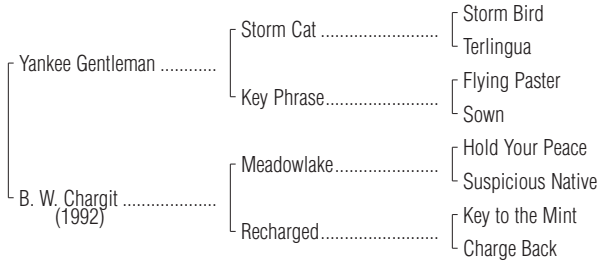 Storm Bird
Storm Cat ........................
Terlingua
Yankee Gentleman ............
Flying Paster
Key Phrase.......................
Sown
Hold Your Peace
Meadowlake.....................
Suspicious Native
B. W. Chargit ....................
(1992)
Key to the Mint
Recharged........................
Charge Back